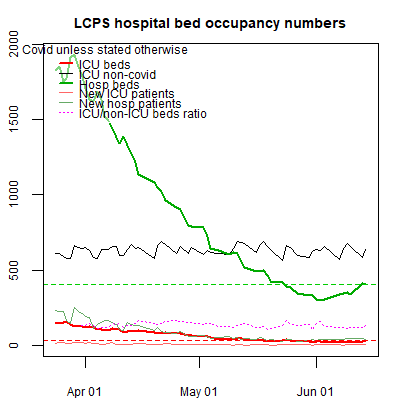 LCPS hospital bed occupancy numbers
2000
1500
1000
500
0
Covid unless stated otherwise
ICU beds
ICU non-covid
Hosp beds
New ICU patients
New hosp patients
ICU/non-ICU beds ratio
Apr 01
May 01
Jun 01